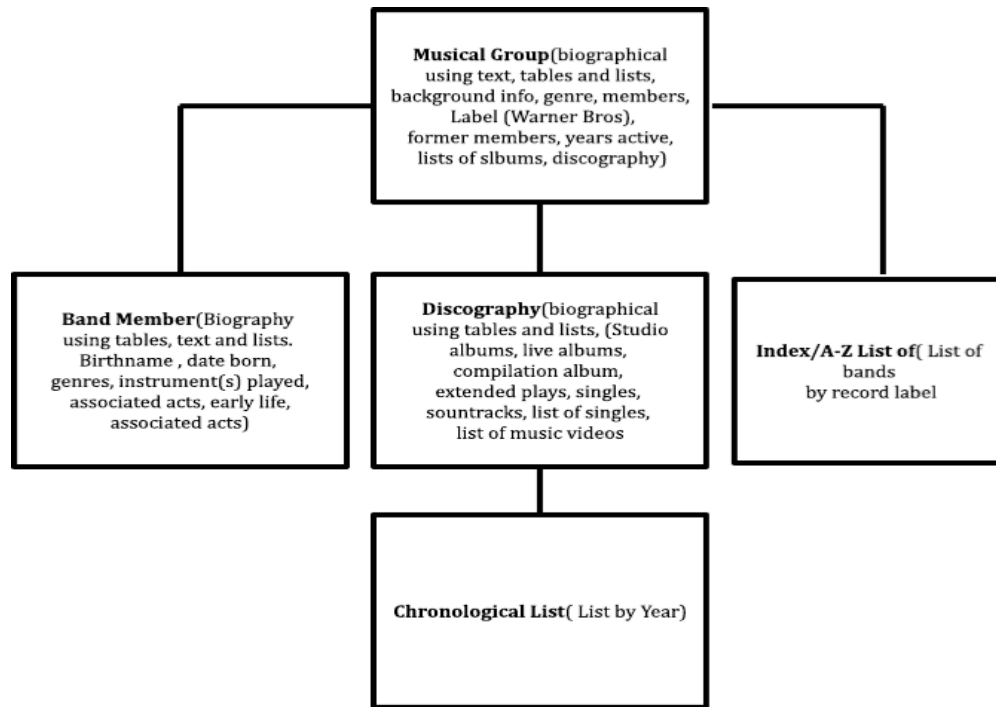 Musical Group(biographical
using text, tables and lists,
background info, genre, members,
Label (Warner Bros),
former members, years active,
lists of slbums, discography)
Band Member(Biography
using tables, text and lists.
Birthname , date born,
genres, instrument(s) played,
associated acts, early life,
associated acts)
Discography(biographical
using tables and lists, (Studio
albums, live albums,
compilation album,
extended plays, singles,
sountracks, list of singles,
list of music videos
Index/A-Z List of( List of
bands
by record label
Chronological List( List by Year)